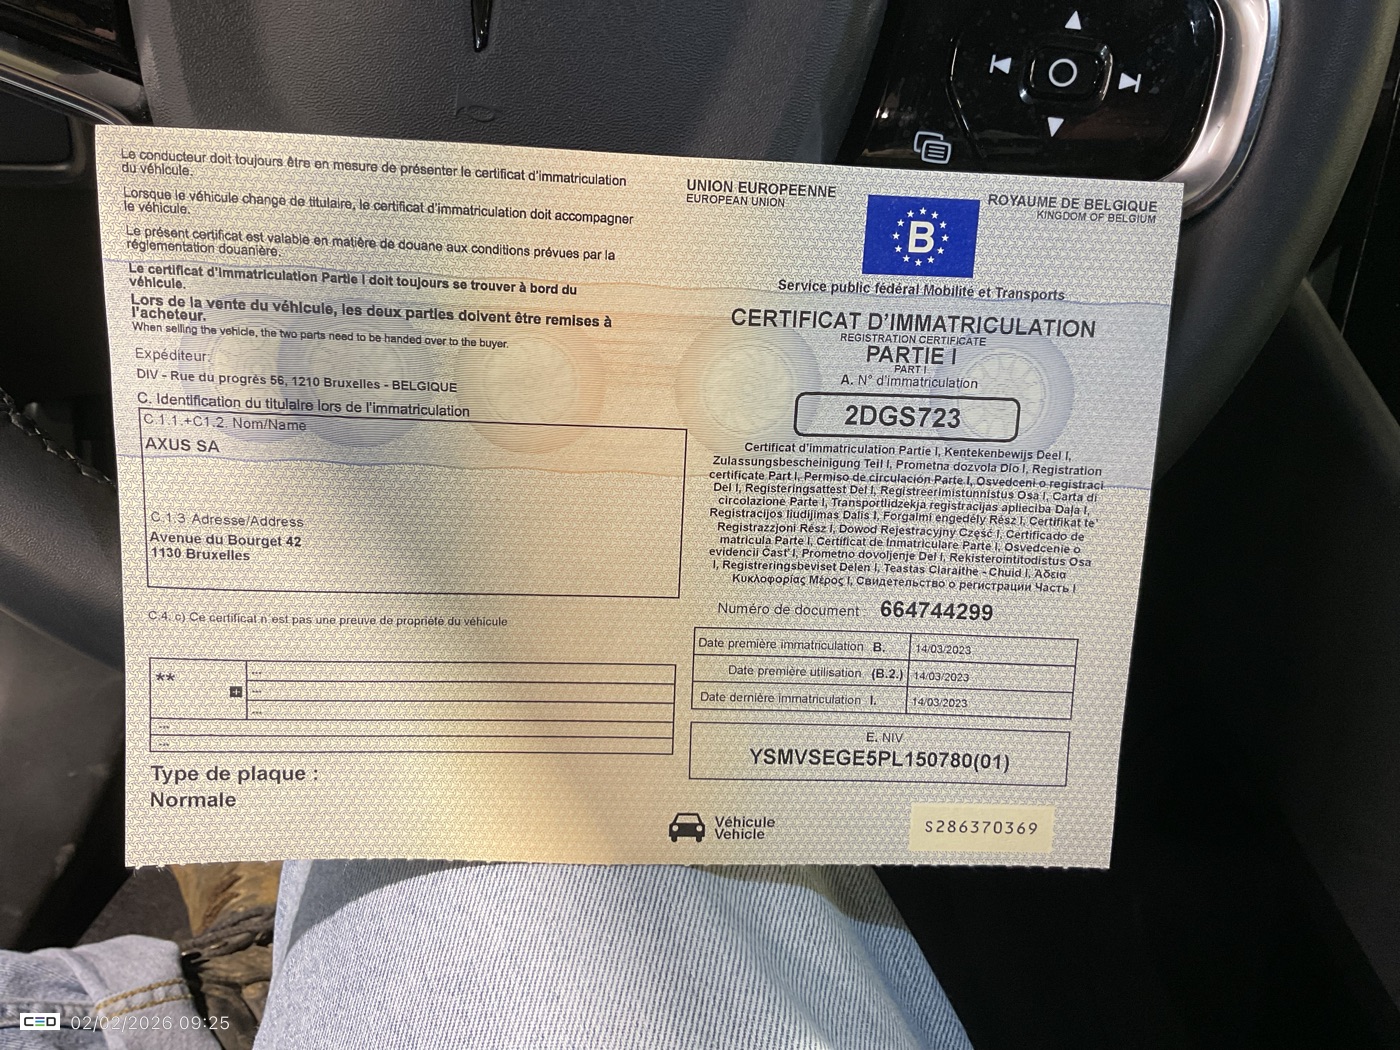 Le conducteur doit toujours être en mesure de présenter le certificat d'immatriculation
du véhicule.
Lorsque le véhicule change de titulaire, le certificat d'immatriculation doit accompagner
le véhicule.
Le présent certificat est valable en matière de douane aux conditions prévues par la
réglementation douanière.
Le certificat d'immatriculation Partie I doit toujours se trouver à bord du
véhicule.
Lors de la vente du véhicule, les deux parties doivent être remises à
l'acheteur.
When selling the vehicle, the two parts need to be handed over to the buyer.
Expéditeur:
DIV - Rue du progrès 56, 1210 Bruxelles - BELGIQUE
C. Identification du titulaire lors de l'immatriculation
C.1.1.+C1.2. Nom/Name
AXUS SA
C.1.3 Adresse/Address
Avenue du Bourget 42
1130 Bruxelles
C.4. c) Ce certificat n'est pas une preuve de propriété du véhicule
**
---
---
---
---
---
Type de plaque :
Normale
UNION EUROPEENNE
EUROPEAN UNION
B
ROYAUME DE BELGIQUE
KINGDOM OF BELGIUM
Service public fédéral Mobilité et Transports
CERTIFICAT D'IMMATRICULATION
REGISTRATION CERTIFICATE
PARTIE I
PART I
A. N° d'immatriculation
2DGS723
Certificat d'immatriculation Partie I, Kentekenbewijs Deel I,
Zulassungsbescheinigung Teil I, Prometna dozvola Dio I, Registration
certificate Part I, Permiso de circulación Parte I, Osvedceni o registraci
Del I, Registeringsattest Del I, Registreerimistunnistus Osa I, Carta di
circolazione Parte I, Transportlidzekja registracijas aplieciba Daļa I,
Registracijos liudijimas Dalis I, Forgalmi engedély Rész I, Certifikat te'
Registrazzjoni Rész I, Dowod Rejestracyjny Część I, Certificado de
matricula Parte I, Certificat de Inmatriculare Parte I, Osvedcenie o
evidencii Čast' I, Prometno dovoljenje Del I, Rekisterointitodistus Osa
I, Registreringsbeviset Delen I, Teastas Claraithe - Chuid I, Άδεια
Κυκλοφορίας Μέρος I, Свидетельство о регистрации Часть I
Numéro de document 664744299
Date première immatriculation B. 14/03/2023
Date première utilisation (B.2.) 14/03/2023
Date dernière immatriculation I. 14/03/2023
E. NIV
YSMVSEGE5PL150780(01)
Véhicule
Vehicle
S286370369
CED 02/02/2026 09:25